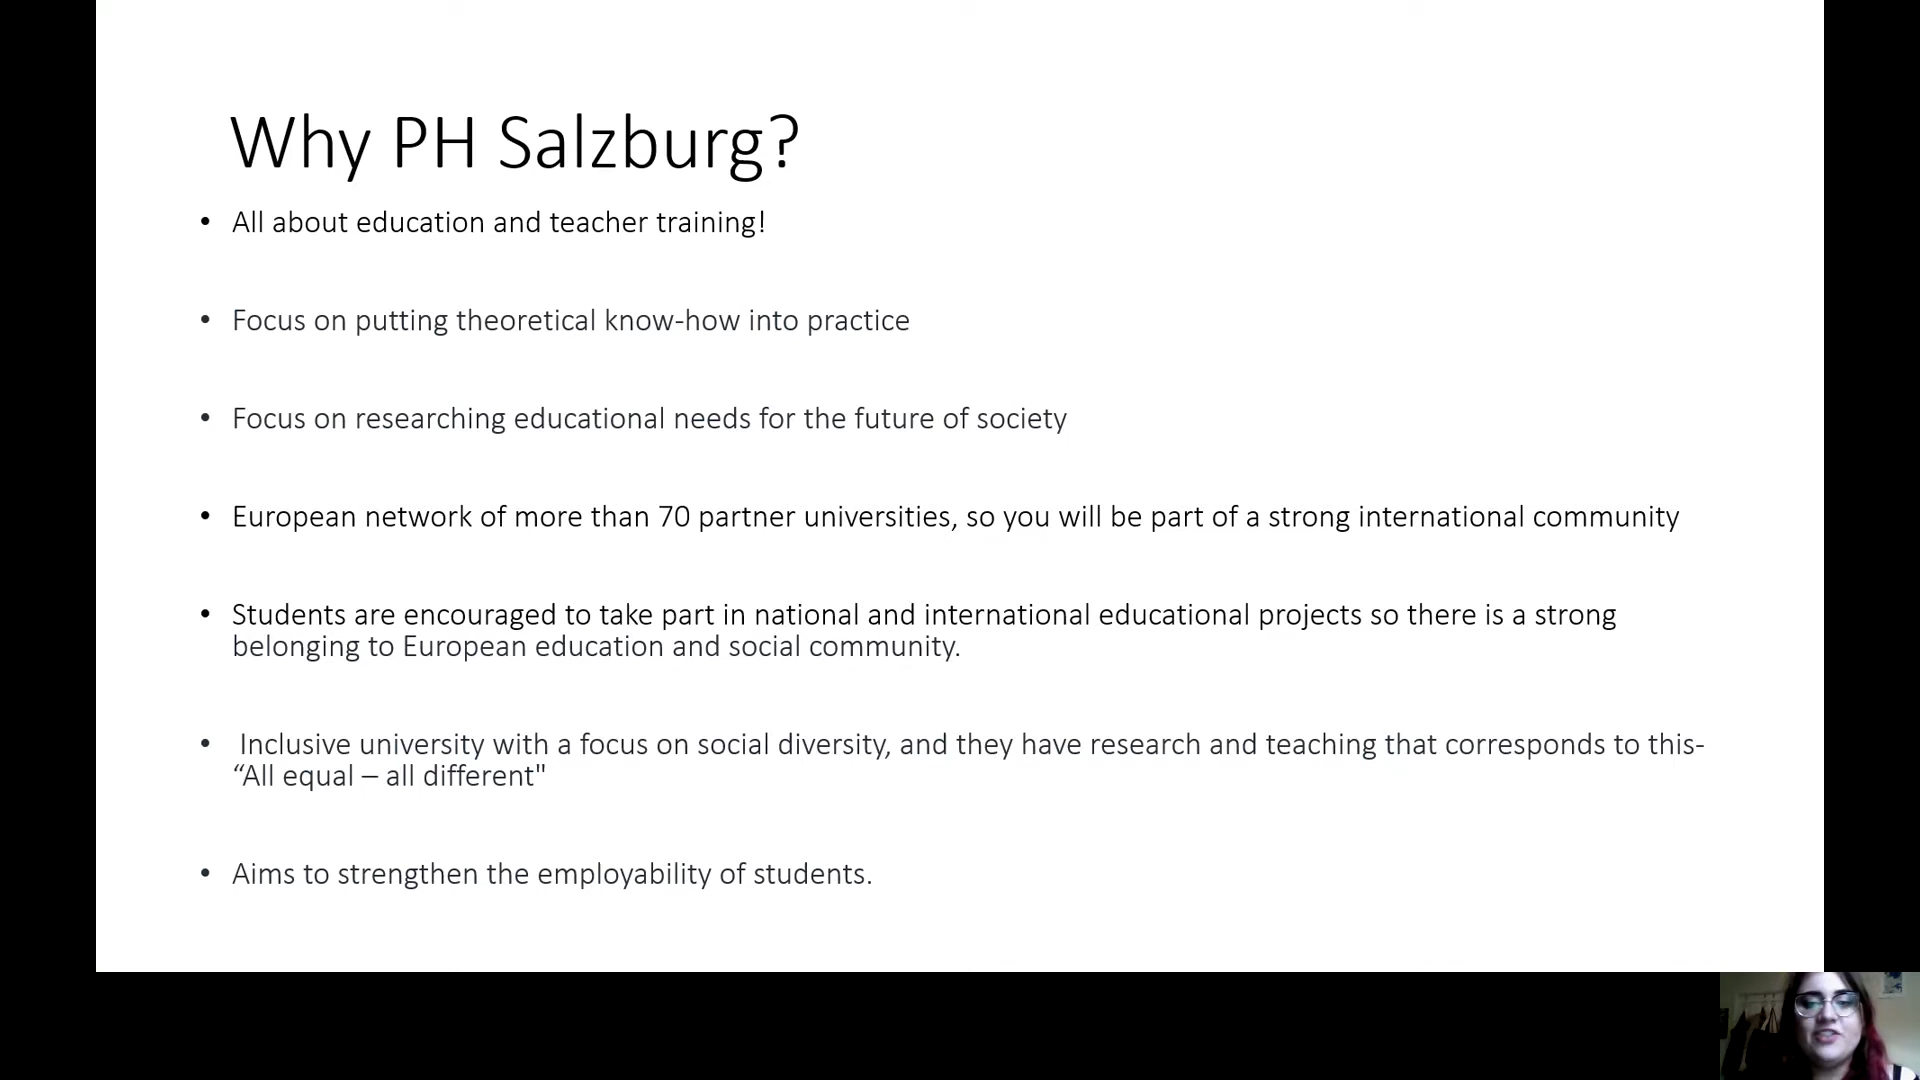 Why PH Salzburg?
• All about education and teacher training!
• Focus on putting theoretical know-how into practice
• Focus on researching educational needs for the future of society
• European network of more than 70 partner universities, so you will be part of a strong international community
• Students are encouraged to take part in national and international educational projects so there is a strong
belonging to European education and social community.
• Inclusive university with a focus on social diversity, and they have research and teaching that corresponds to this-
“All equal – all different"
• Aims to strengthen the employability of students.